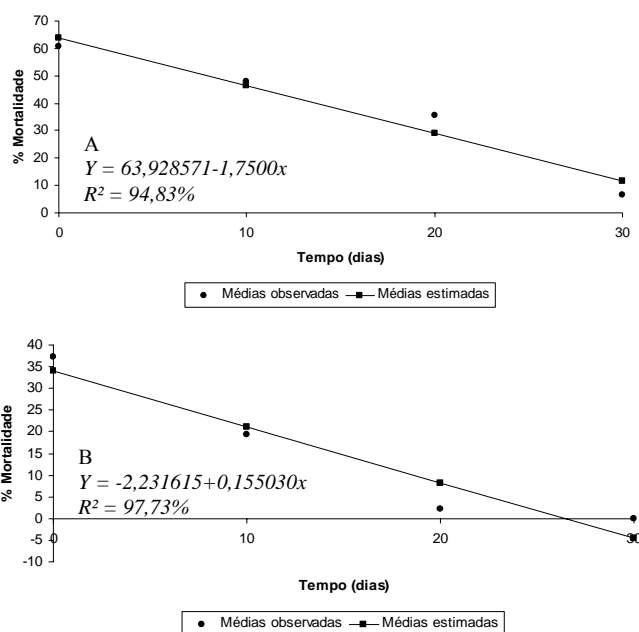 70
60
50
40
30
20
10
0
% Mortalidade
A
Y = 63,928571-1,7500x
R² = 94,83%
0 10 20 30
Tempo (dias)
Médias observadas Médias estimadas
40
35
30
25
20
15
10
5
0
-5
-10
% Mortalidade
B
Y = -2,231615+0,155030x
R² = 97,73%
0 10 20 30
Tempo (dias)
Médias observadas Médias estimadas